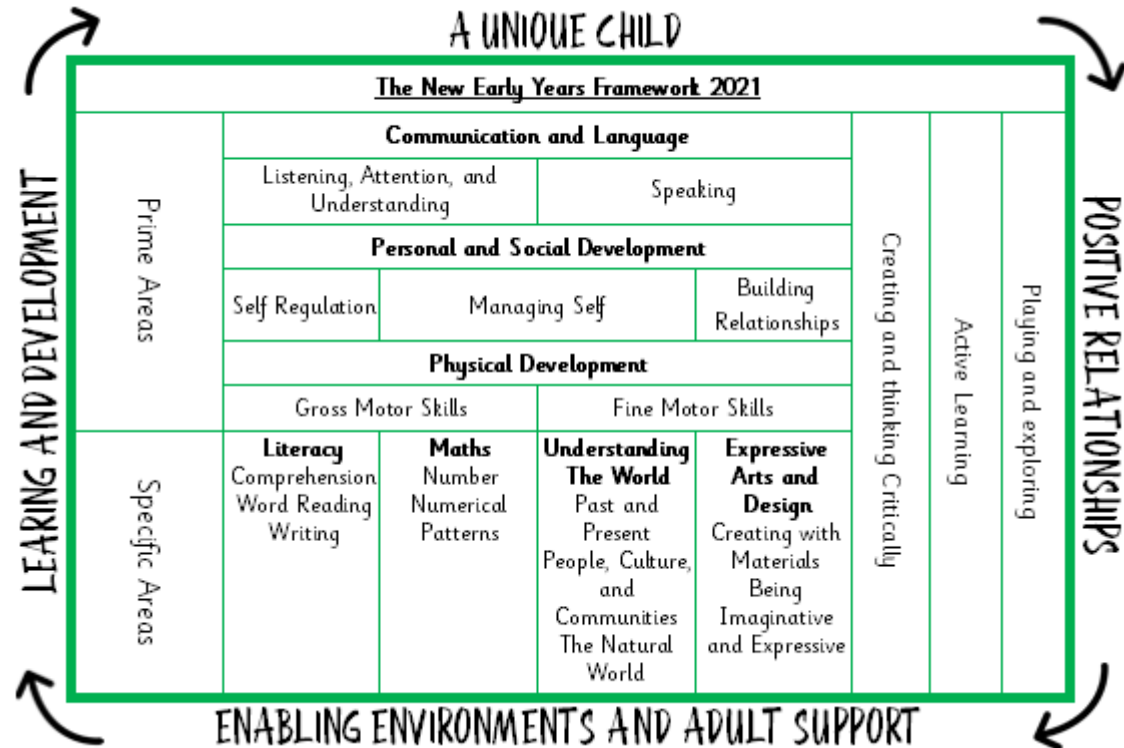 A UNIQUE CHILD
The New Early Years Framework 2021
Prime Areas
Communication and Language
Listening, Attention, and
Understanding
Speaking
Personal and Social Development
Self Regulation
Managing Self
Building
Relationships
Physical Development
Gross Motor Skills
Fine Motor Skills
Specific Areas
Literacy
Comprehension
Word Reading
Writing
Maths
Number
Numerical
Patterns
Understanding
The World
Past and
Present
People, Culture,
and
Communities
The Natural
World
Expressive
Arts and
Design
Creating with
Materials
Being
Imaginative
and Expressive
Creating and thinking Critically
Active Learning
Playing and exploring
POSITIVE RELATIONSHIPS
ENABLING ENVIRONMENTS AND ADULT SUPPORT
LEARING AND DEVELOPMENT